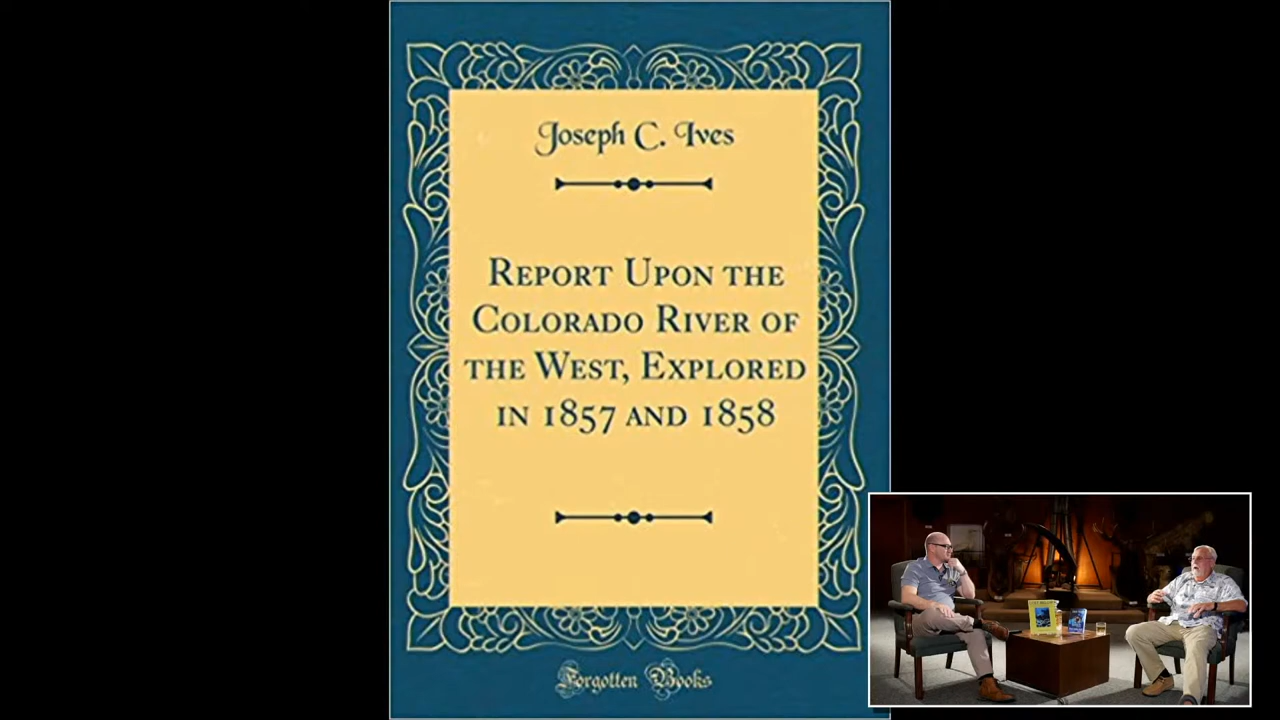 Joseph C. Ives
Report Upon the
Colorado River of
the West, Explored
in 1857 and 1858
Forgotten Books